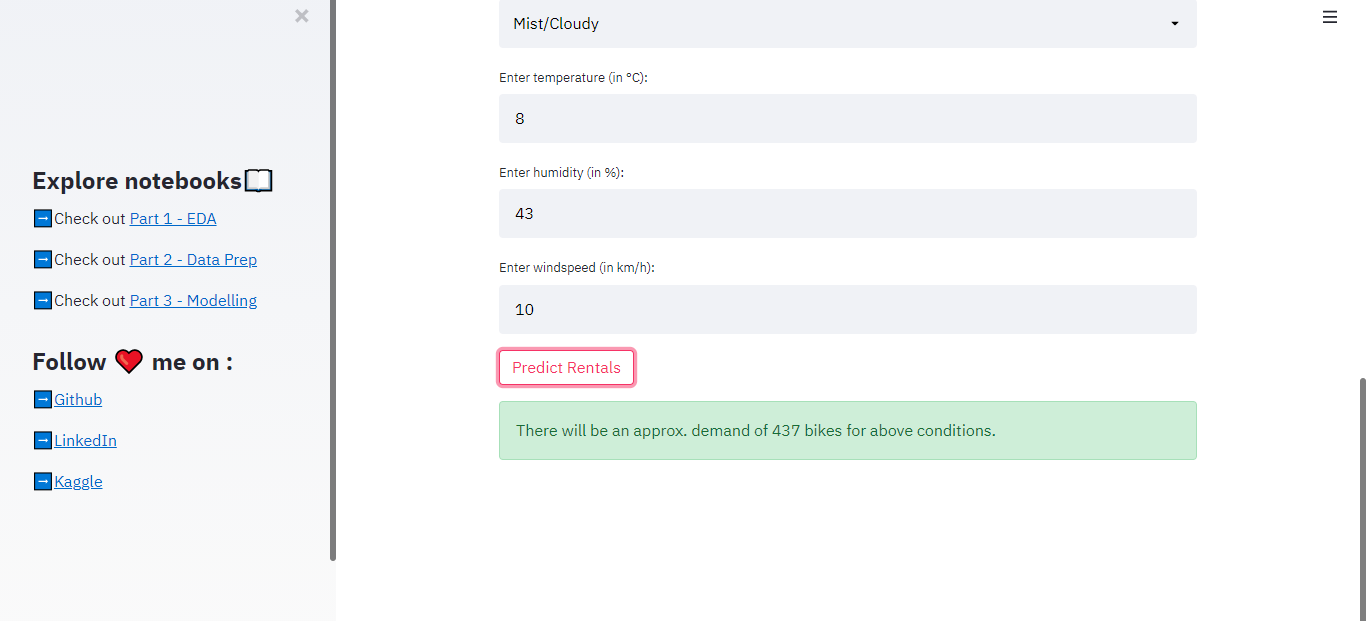 Explore notebooks
Check out Part 1 - EDA
Check out Part 2 - Data Prep
Check out Part 3 - Modelling
Follow ❤️ me on :
Github
LinkedIn
Kaggle
Mist/Cloudy
Enter temperature (in °C):
8
Enter humidity (in %):
43
Enter windspeed (in km/h):
10
Predict Rentals
There will be an approx. demand of 437 bikes for above conditions.